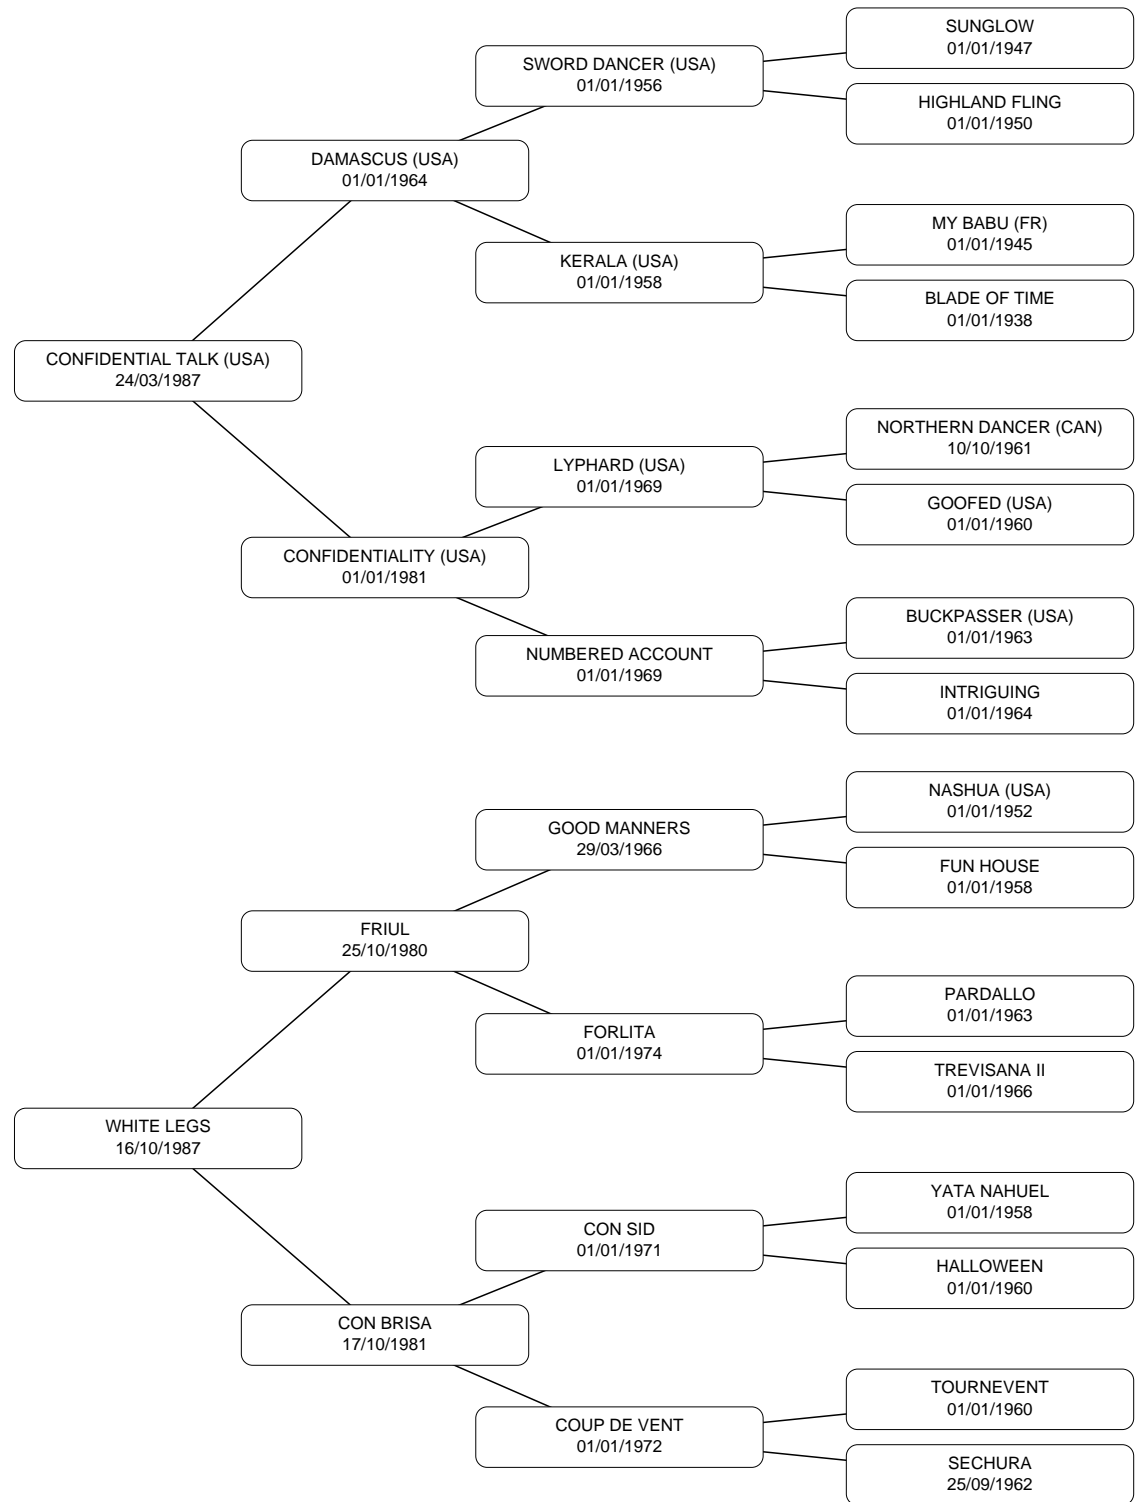 SUNGLOW
01/01/1947
SWORD DANCER (USA)
01/01/1956
HIGHLAND FLING
01/01/1950
DAMASCUS (USA)
01/01/1964
MY BABU (FR)
01/01/1945
KERALA (USA)
01/01/1958
BLADE OF TIME
01/01/1938
CONFIDENTIAL TALK (USA)
24/03/1987
NORTHERN DANCER (CAN)
10/10/1961
LYPHARD (USA)
01/01/1969
GOOFED (USA)
01/01/1960
CONFIDENTIALITY (USA)
01/01/1981
BUCKPASSER (USA)
01/01/1963
NUMBERED ACCOUNT
01/01/1969
INTRIGUING
01/01/1964
NASHUA (USA)
01/01/1952
GOOD MANNERS
29/03/1966
FUN HOUSE
01/01/1958
FRIUL
25/10/1980
PARDALLO
01/01/1963
FORLITA
01/01/1974
TREVISANA II
01/01/1966
WHITE LEGS
16/10/1987
YATA NAHUEL
01/01/1958
CON SID
01/01/1971
HALLOWEEN
01/01/1960
CON BRISA
17/10/1981
TOURNEVENT
01/01/1960
COUP DE VENT
01/01/1972
SECHURA
25/09/1962